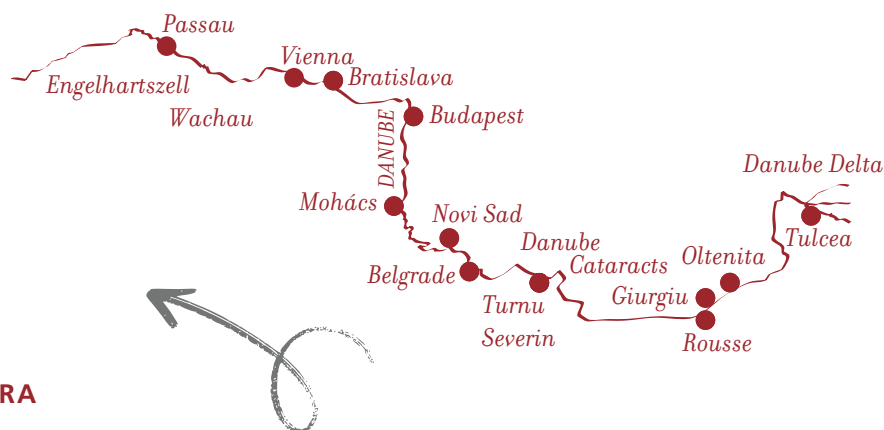 Passau
Vienna
Engelhartszell
Bratislava
Wachau
Budapest
DANUBE
Danube Delta
Mohács
Novi Sad
Tulcea
Danube
Cataracts
Oltenita
Belgrade
Turnu
Severin
Giurgiu
Rousse
RA